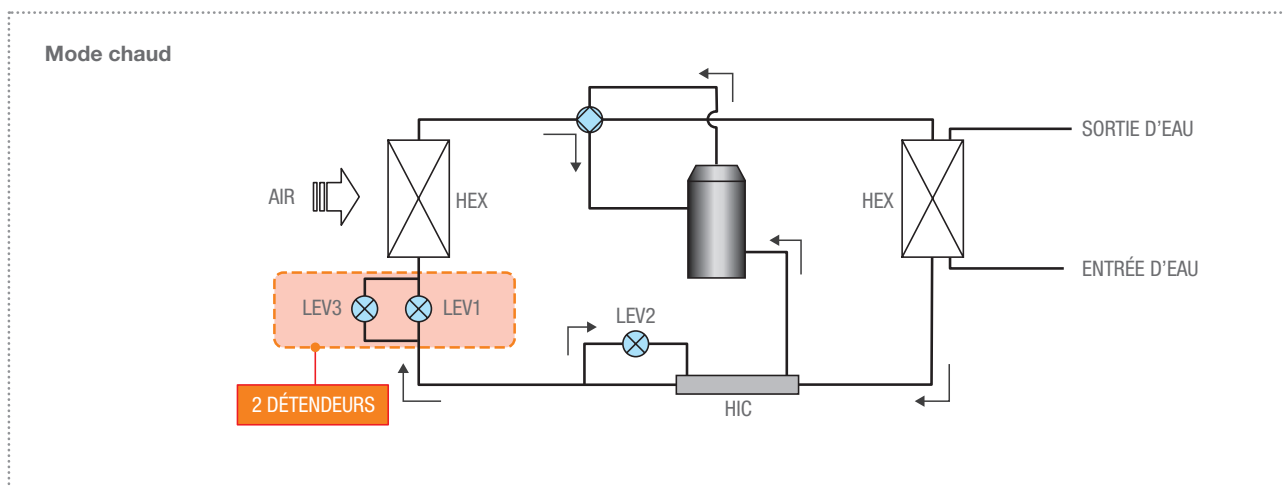 Mode chaud
SORTIE D'EAU
AIR
HEX
HEX
ENTRÉE D'EAU
LEV3
LEV1
LEV2
2 DÉTENDEURS
HIC